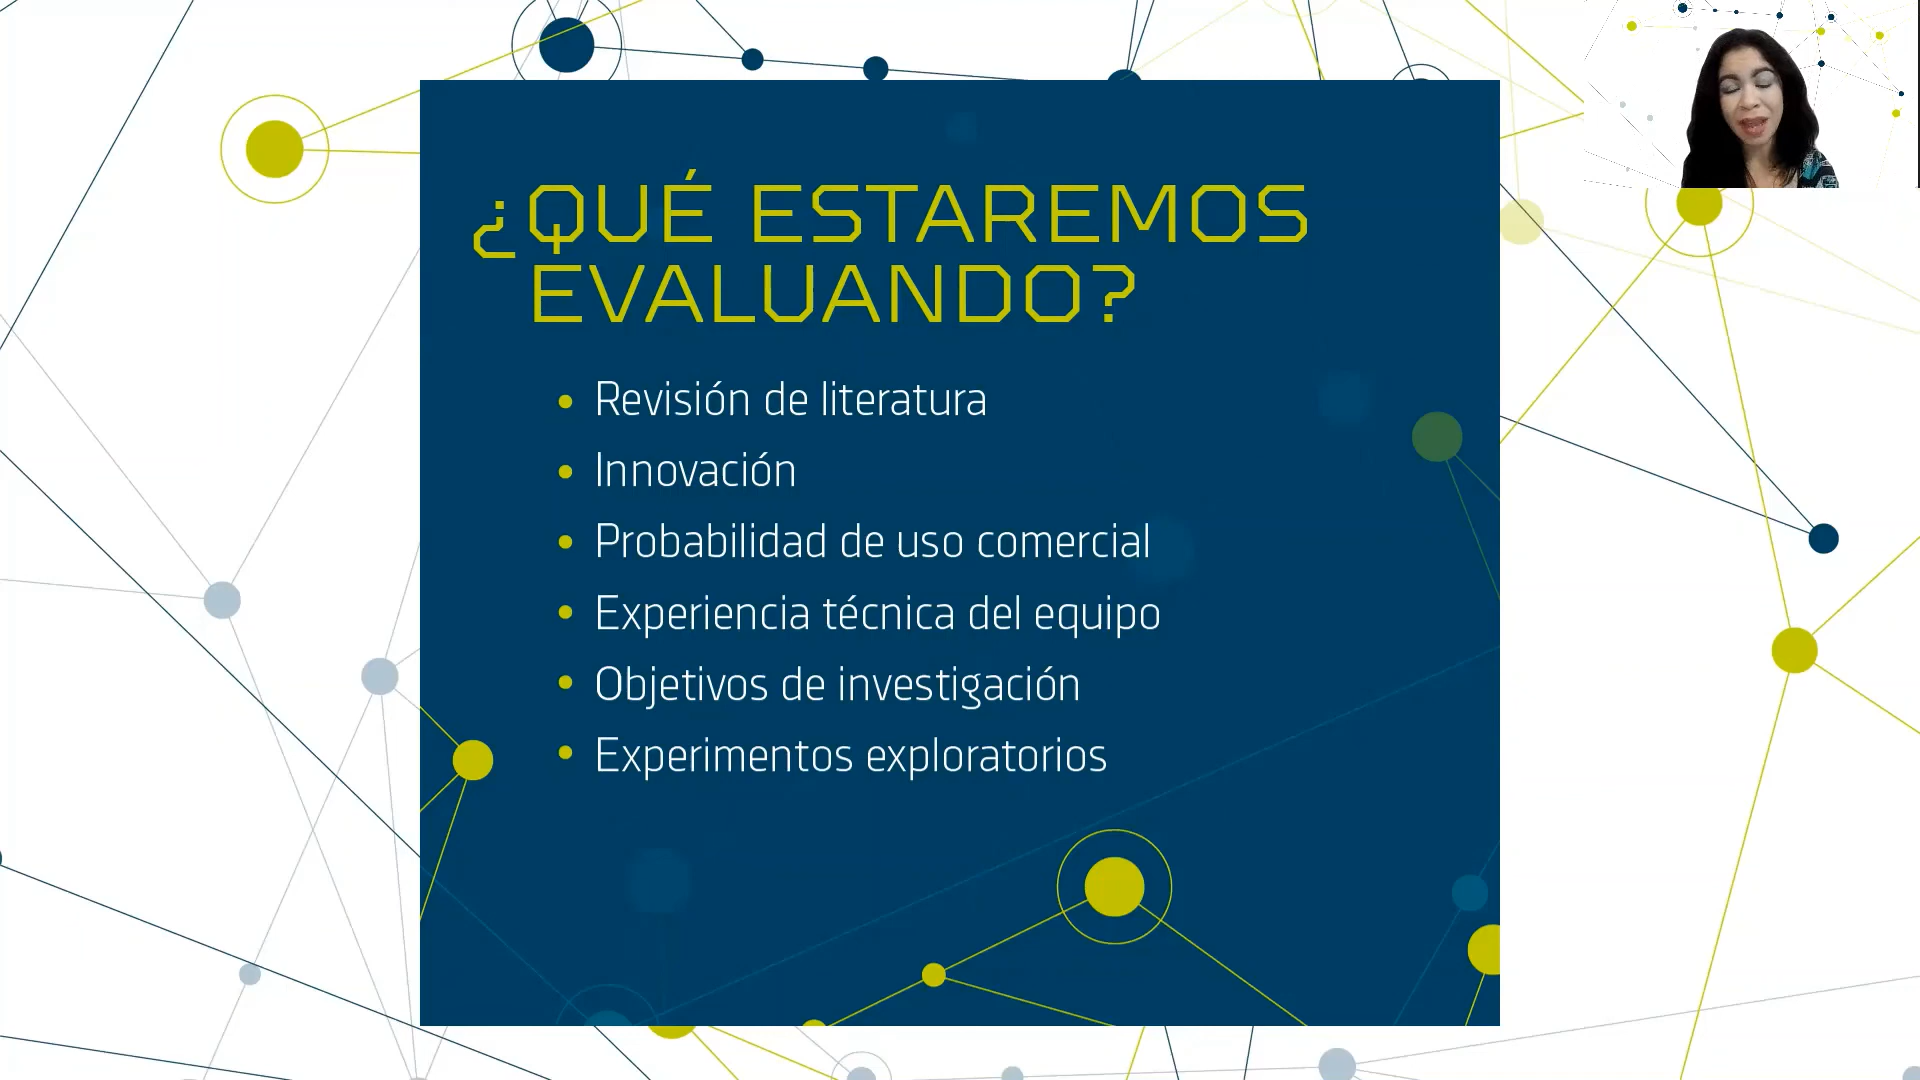 ¿QUÉ ESTAREMOS
EVALUANDO?
• Revisión de literatura
• Innovación
• Probabilidad de uso comercial
• Experiencia técnica del equipo
• Objetivos de investigación
• Experimentos exploratorios